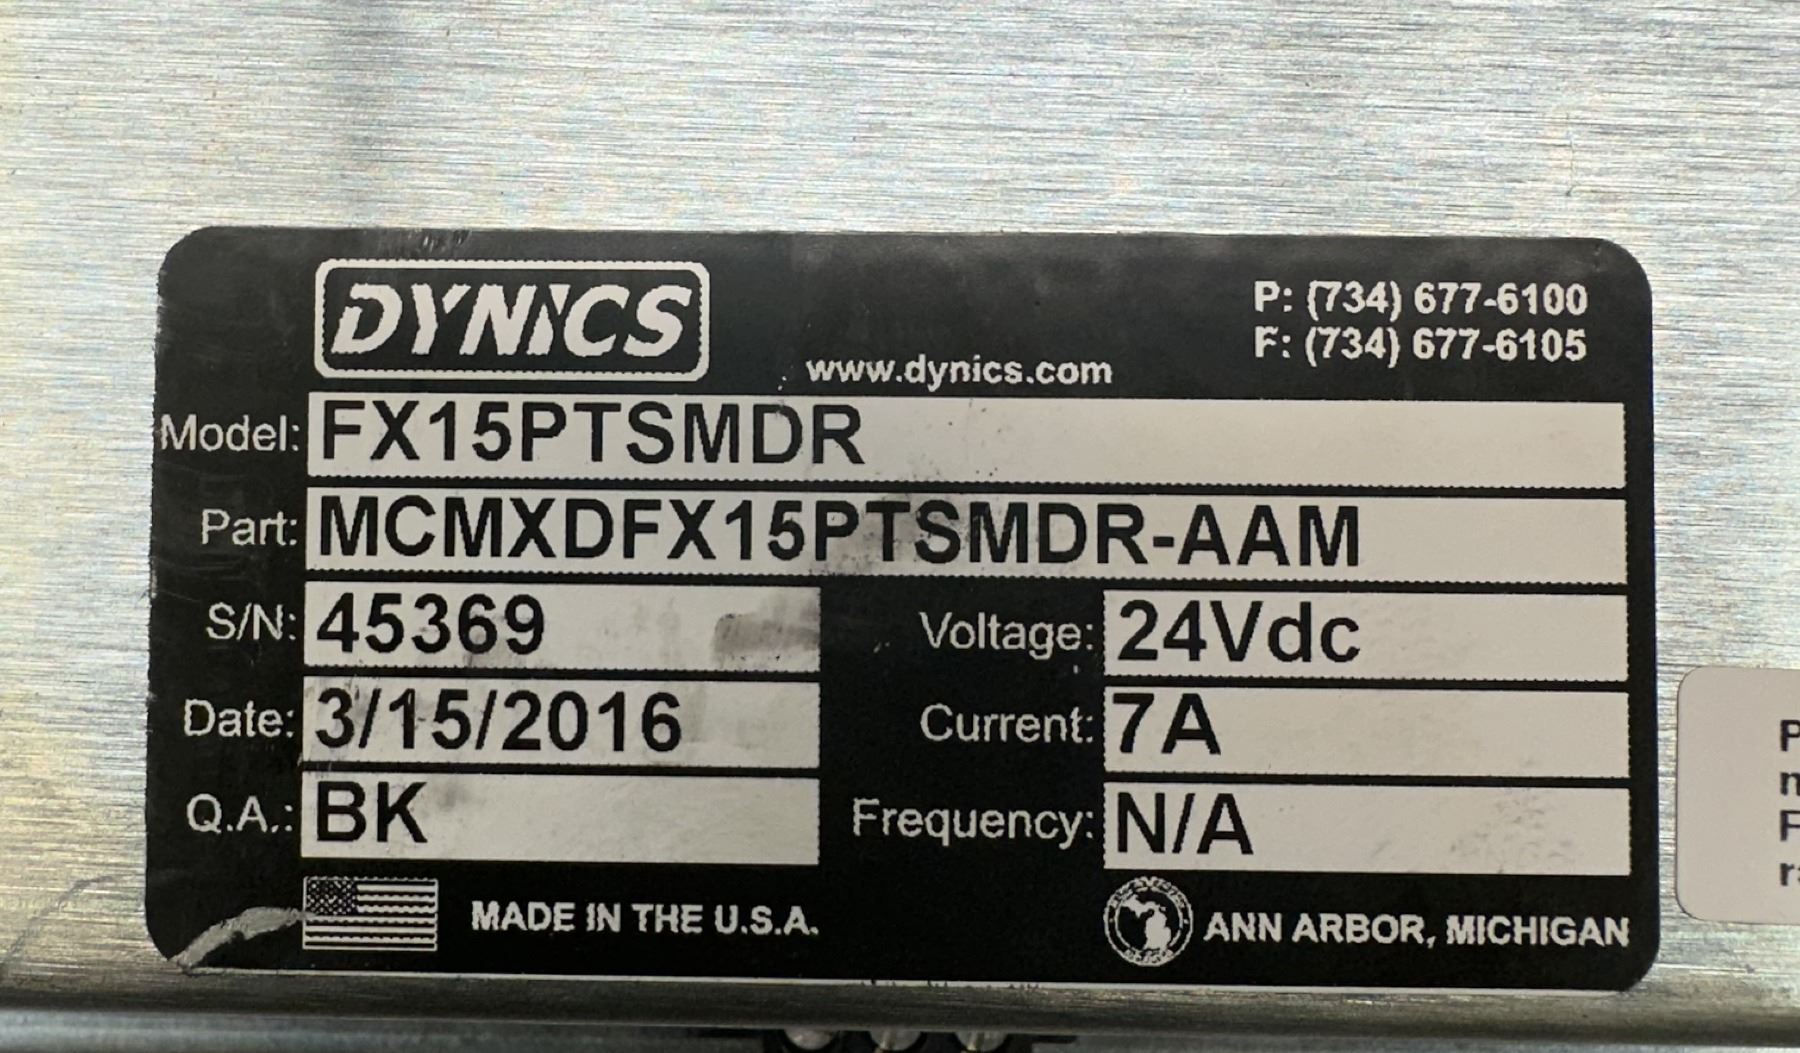 DYNICS
www.dynics.com
P: (734) 677-6100
F: (734) 677-6105
Model: FX15PTSMDR
Part: MCMXDFX15PTSMDR-AAM
S/N: 45369
Voltage: 24Vdc
Date: 3/15/2016
Current: 7A
Q.A.: BK
Frequency: N/A
MADE IN THE U.S.A.
ANN ARBOR, MICHIGAN